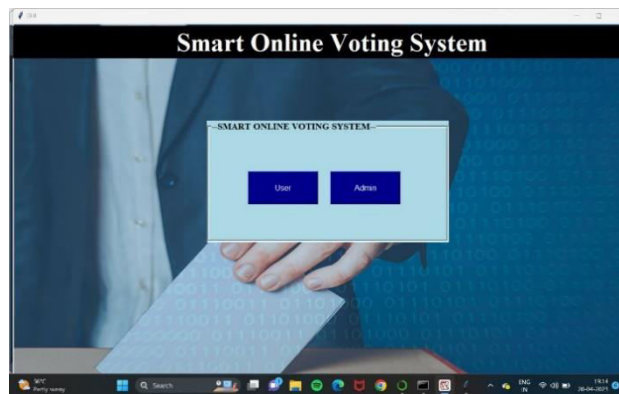 Smart Online Voting System
--SMART ONLINE VOTING SYSTEM--
User
Admin
Search
ENG
IN